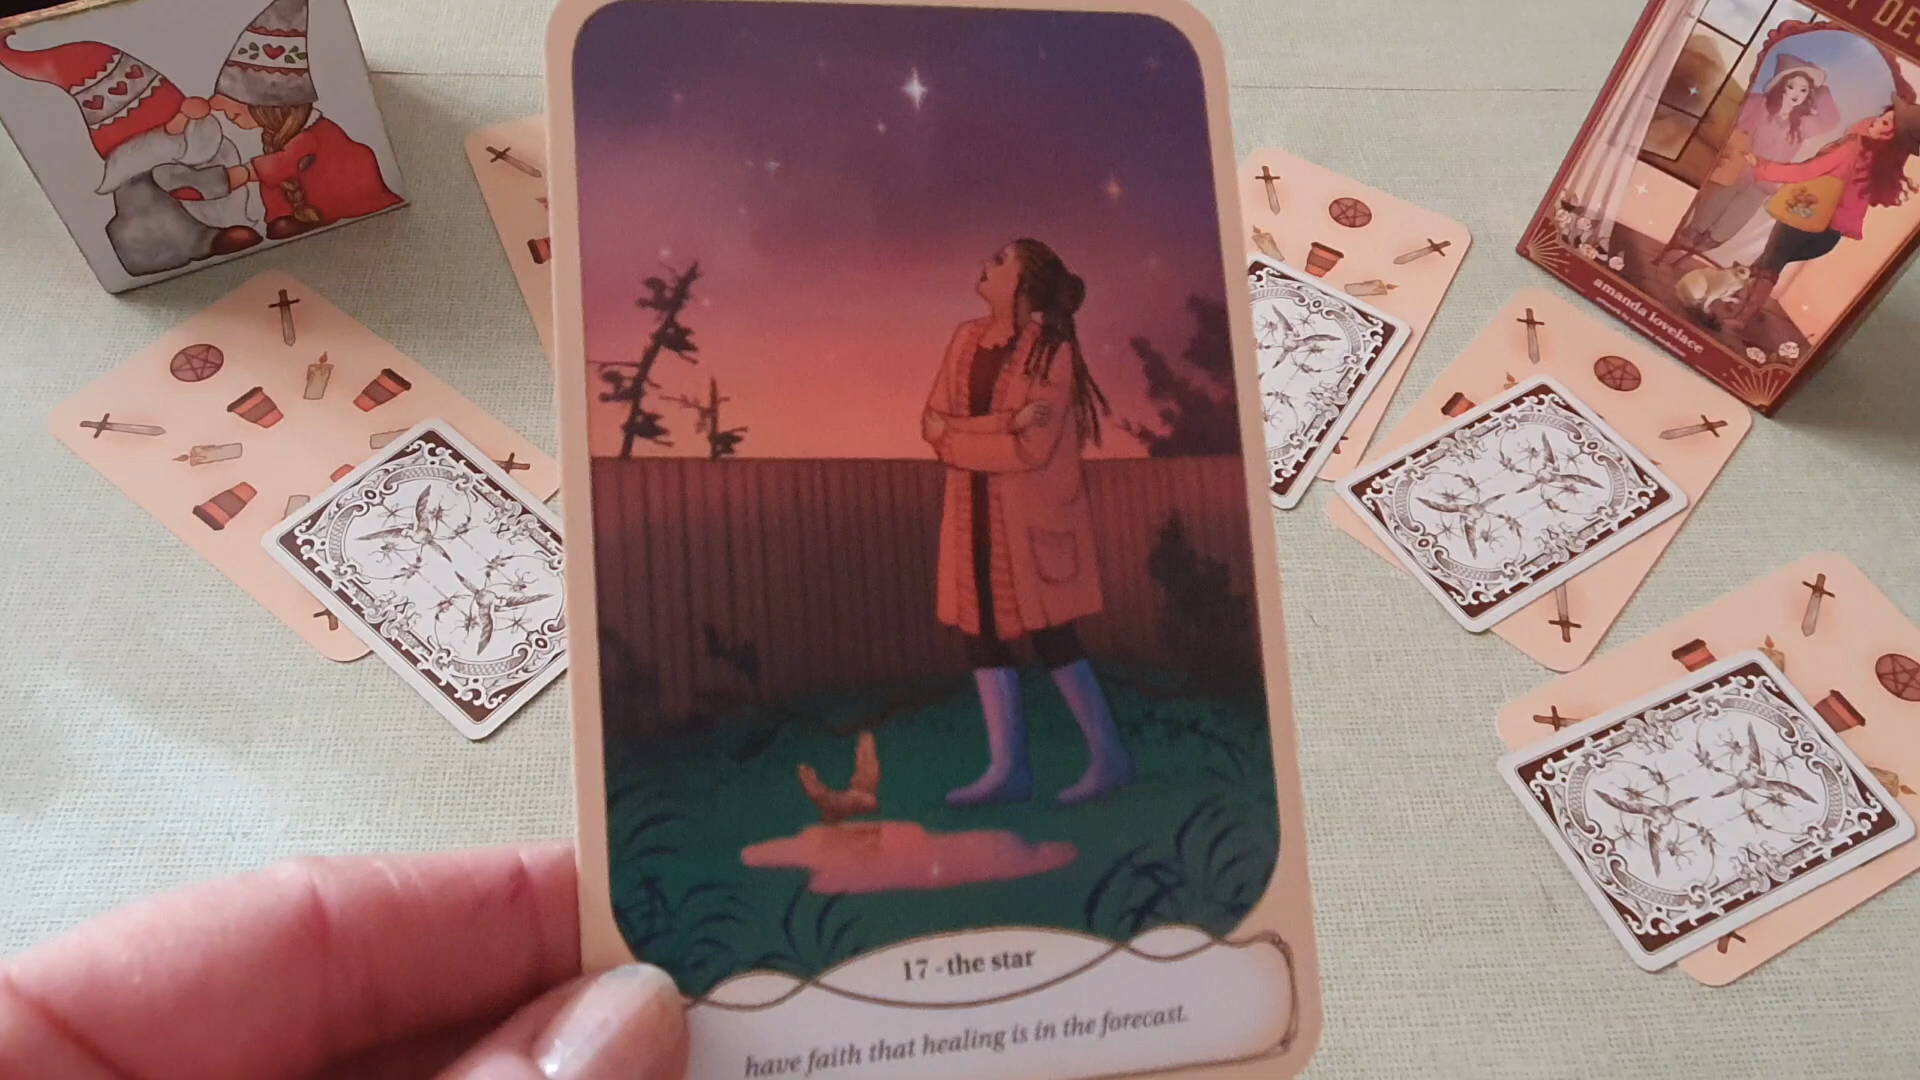 amanda lovelace
17 - the star
have faith that healing is in the forecast.